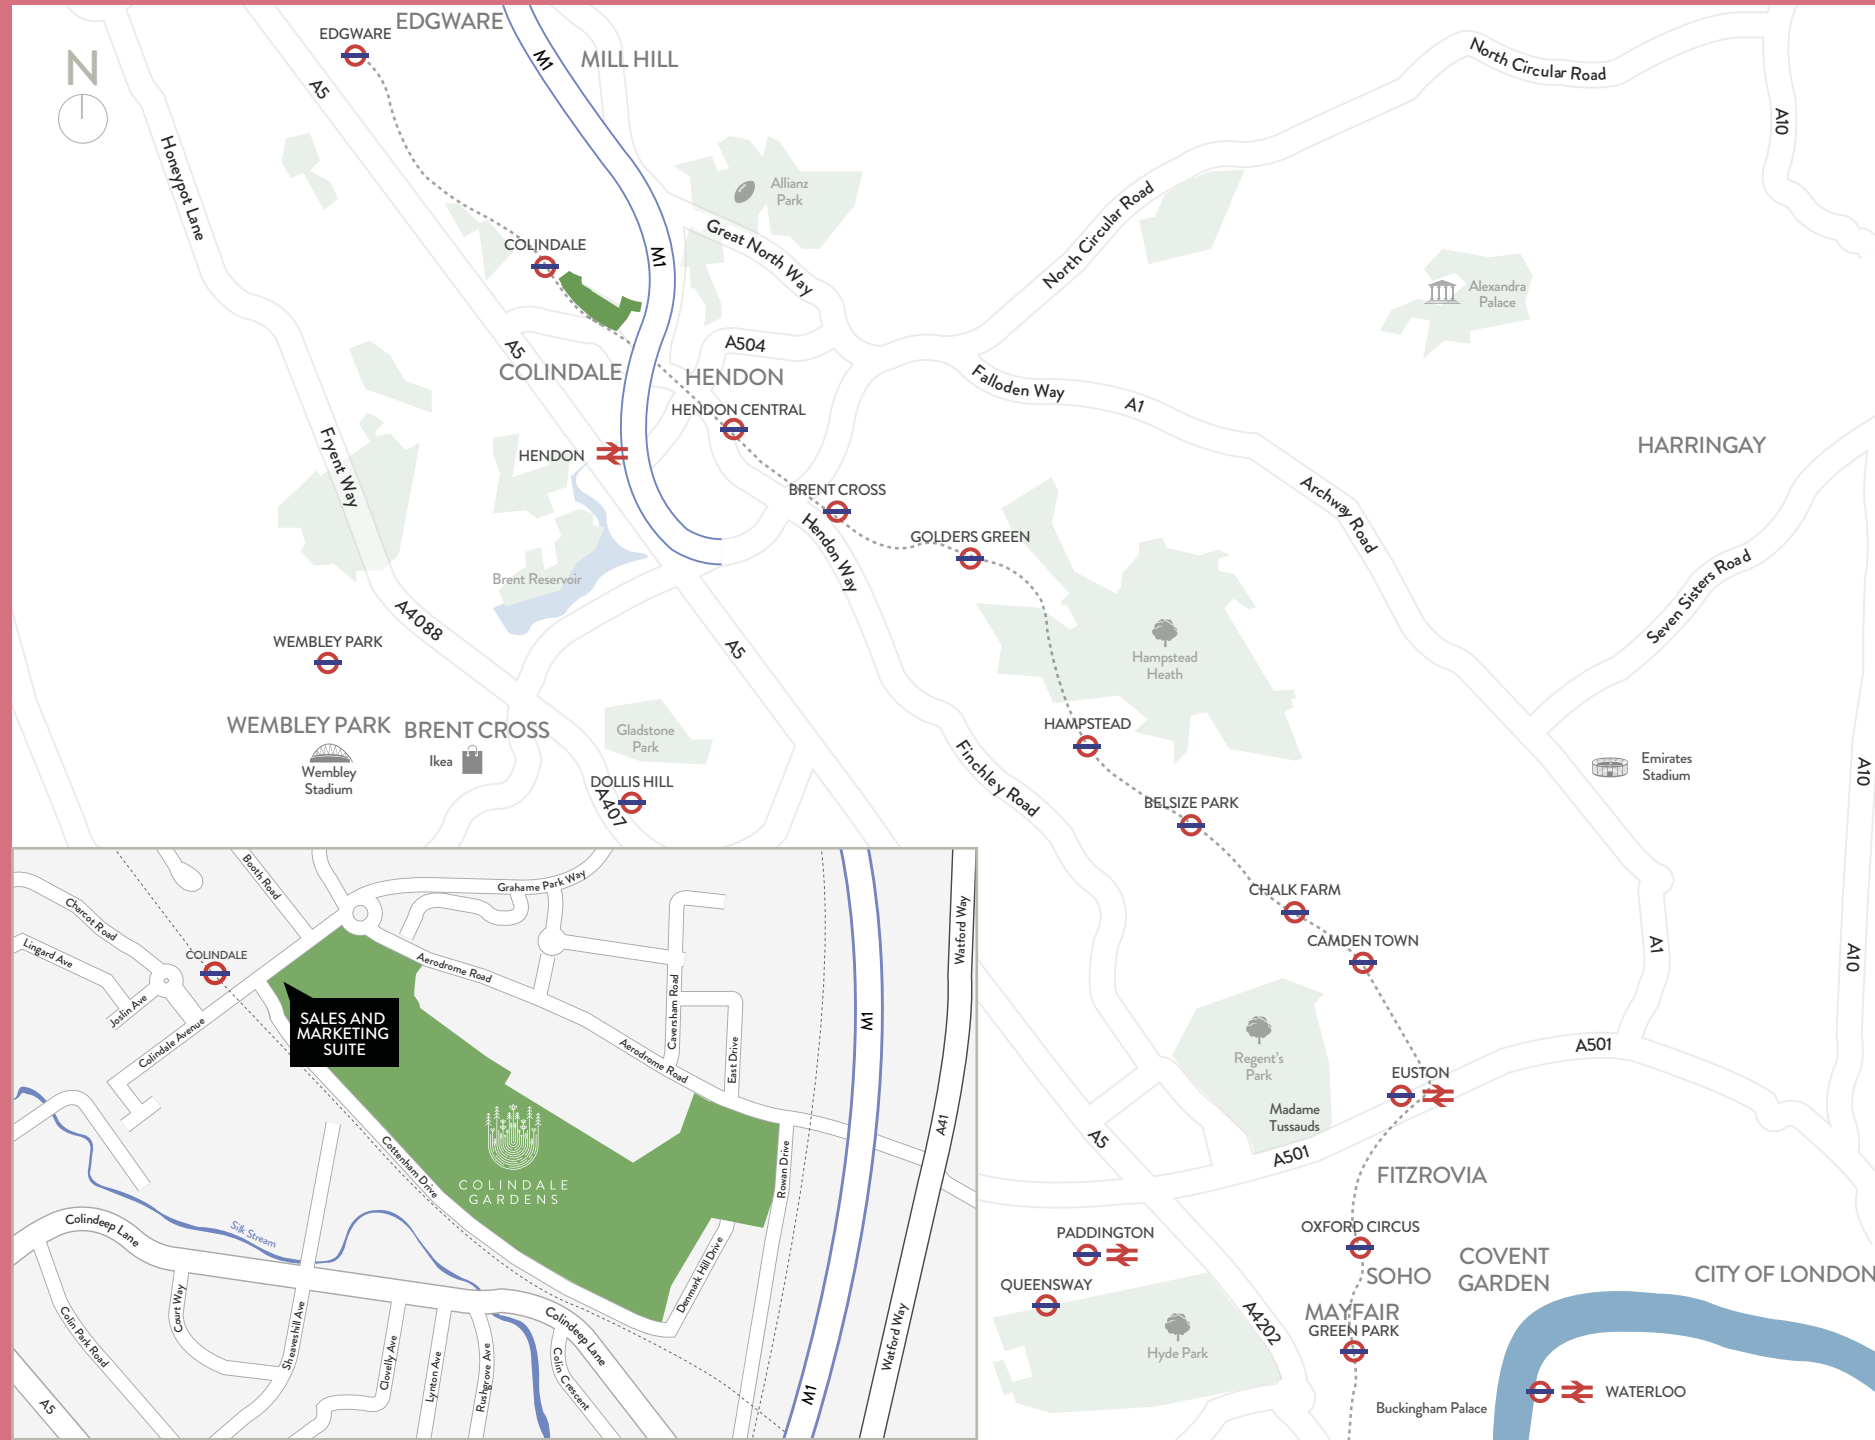 EDGWARE
EDGWARE
N
M1
MILL HILL
North Circular Road
A5
A10
Honeypot Lane
Allianz
Park
North Circular Road
Great North Way
M1
COLINDALE
Alexandra
Palace
A5
A504
COLINDALE
HENDON
Falloden Way
A1
HENDON CENTRAL
HARRINGAY
Fryent Way
HENDON
BRENT CROSS
Archway Road
Hendon Way
GOLDERS GREEN
Brent Reservoir
Seven Sisters Road
A4088
WEMBLEY PARK
A5
Hampstead
Heath
WEMBLEY PARK
BRENT CROSS
Gladstone
Park
HAMPSTEAD
Ikea
Wembley
Stadium
Finchley Road
Emirates
Stadium
A10
DOLLIS HILL
A407
BELSIZE PARK
CHALK FARM
CAMDEN TOWN
A1
A10
Regent's
Park
A501
EUSTON
Madame
Tussauds
A5
A501
FITZROVIA
PADDINGTON
OXFORD CIRCUS
COVENT
GARDEN
SOHO
CITY OF LONDON
QUEENSWAY
MAYFAIR
GREEN PARK
A4202
Hyde Park
WATERLOO
Buckingham Palace
Booth Road
Grahame Park Way
Charcot Road
Watford Way
Lingard Ave
COLINDALE
Aerodrome Road
Joslin Ave
Caversham Road
SALES AND
MARKETING
SUITE
M1
Colindale Avenue
Aerodrome Road
East Drive
A41
Cottenham Drive
Rowan Drive
COLINDALE
GARDENS
Colindeep Lane
Silk Stream
Denmark Hill Drive
Court Way
Colin Park Road
Sheaveshill Ave
Colindeep Lane
Clovelly Ave
Lynton Ave
Rushgrove Ave
Colin Crescent
Watford Way
A5
M1